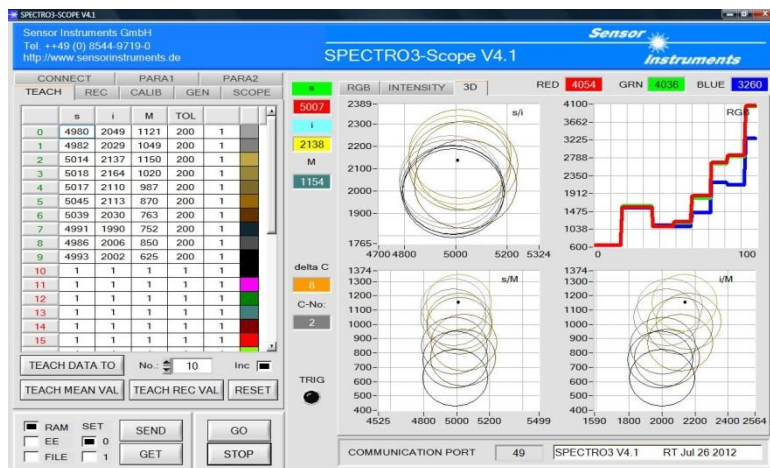 SPECTRO3-SCOPE V4.1
Sensor Instruments GmbH
Tel. ++49 (0) 8544-9719-0
http://www.sensorinstruments.de
SPECTRO3-Scope V4.1
Sensor
Instruments
CONNECT PARA1 PARA2
TEACH REC CALIB GEN SCOPE
s i M TOL
0 4980 2049 1121 200 1
1 4982 2029 1049 200 1
2 5014 2137 1150 200 1
3 5018 2164 1020 200 1
4 5017 2110 987 200 1
5 5045 2113 870 200 1
6 5039 2030 763 200 1
7 4991 1990 752 200 1
8 4986 2006 850 200 1
9 4993 2002 625 200 1
10 1 1 1 1 1
11 1 1 1 1 1
12 1 1 1 1 1
13 1 1 1 1 1
14 1 1 1 1 1
15 1 1 1 1 1
TEACH DATA TO No.: 10 Inc
TEACH MEAN VAL TEACH REC VAL RESET
RAM SET SEND GO
EE 0
FILE 1 GET STOP
s
5007
i
2138
M
1154
delta C
8
C-No:
2
TRIG
RGB INTENSITY 3D RED 4054 GRN 4036 BLUE 3260
s/i
2389
2300
2200
2100
2000
1900
1765
4700 4800 5000 5200 5324
RGB
4100
3662
3225
2788
2350
1912
1475
1038
600
0 100
s/M
1374
1300
1200
1100
1000
900
800
700
600
500
400
4525 4800 5000 5200 5499
i/M
1374
1300
1200
1100
1000
900
800
700
600
500
400
1590 1800 2000 2200 2400 2564
COMMUNICATION PORT 49 SPECTRO3 V4.1 RT Jul 26 2012